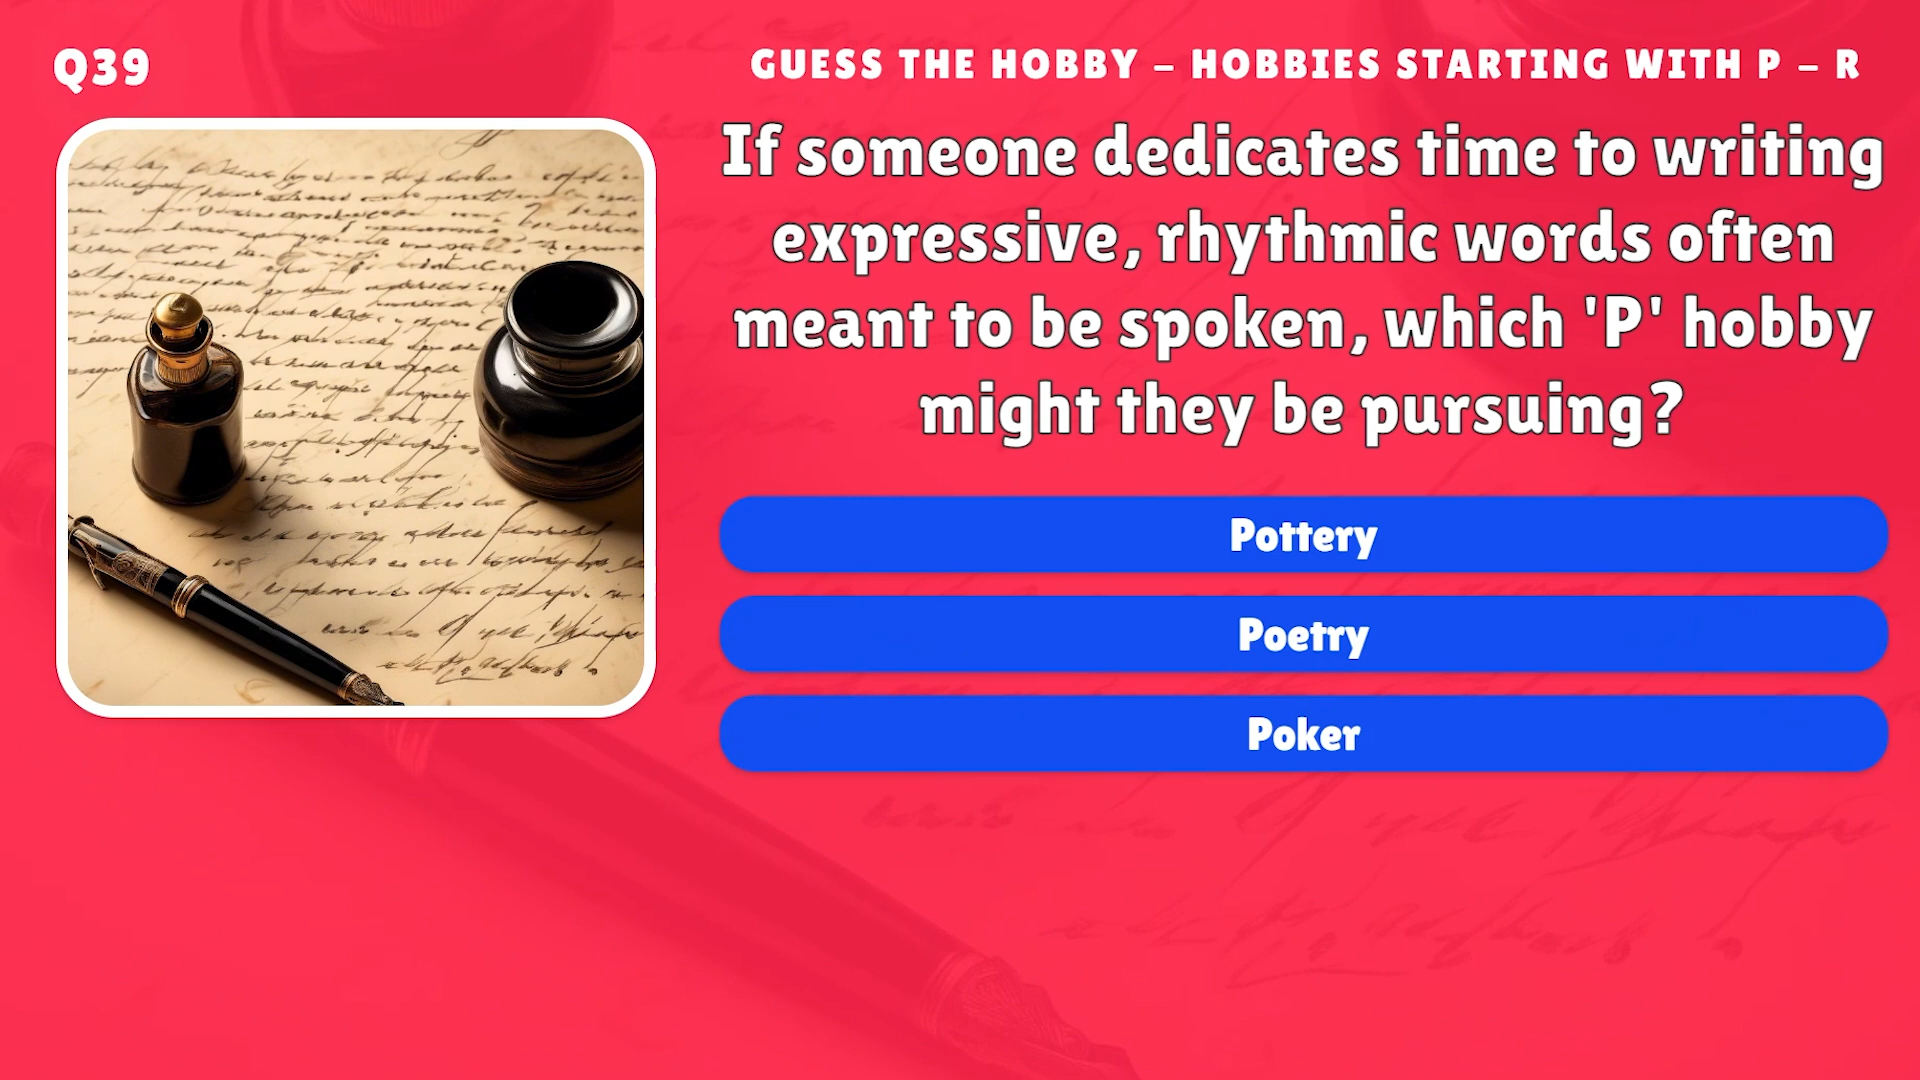 Q39
GUESS THE HOBBY – HOBBIES STARTING WITH P – R
If someone dedicates time to writing
expressive, rhythmic words often
meant to be spoken, which 'P' hobby
might they be pursuing?
Pottery
Poetry
Poker